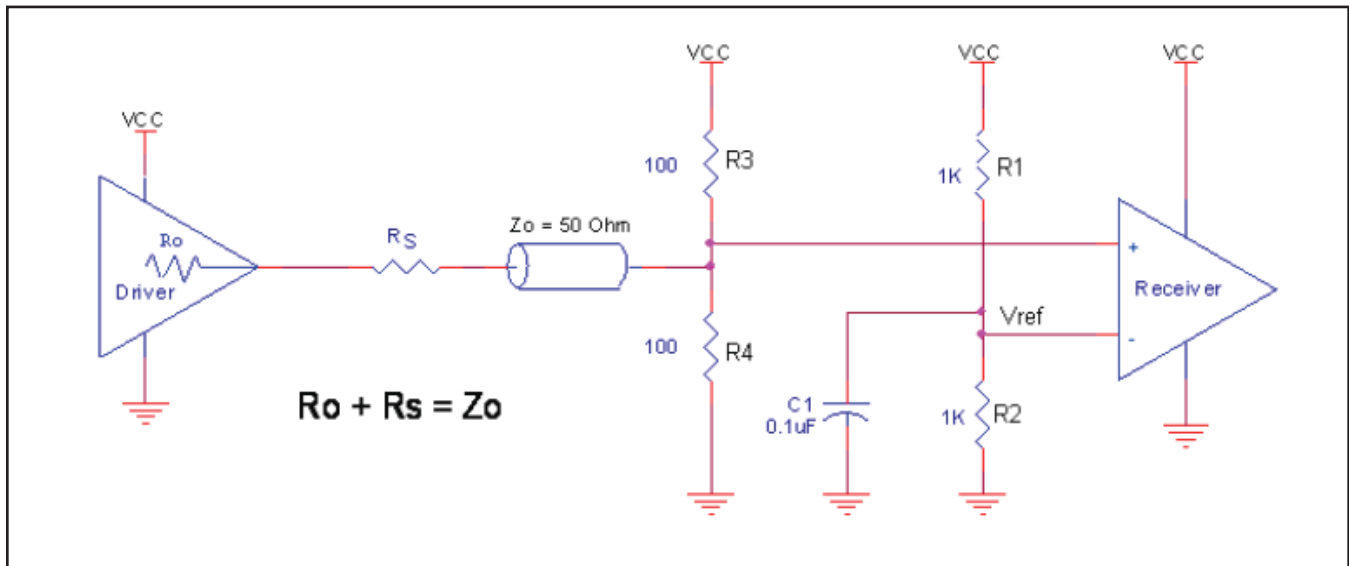 VCC
VCC
VCC
VCC
100
R3
1K
R1
Zo = 50 Ohm
Rs
Ro
Driver
+
Receiver
Vref
-
100
R4
Ro + Rs = Zo
C1
0.1uF
1K
R2